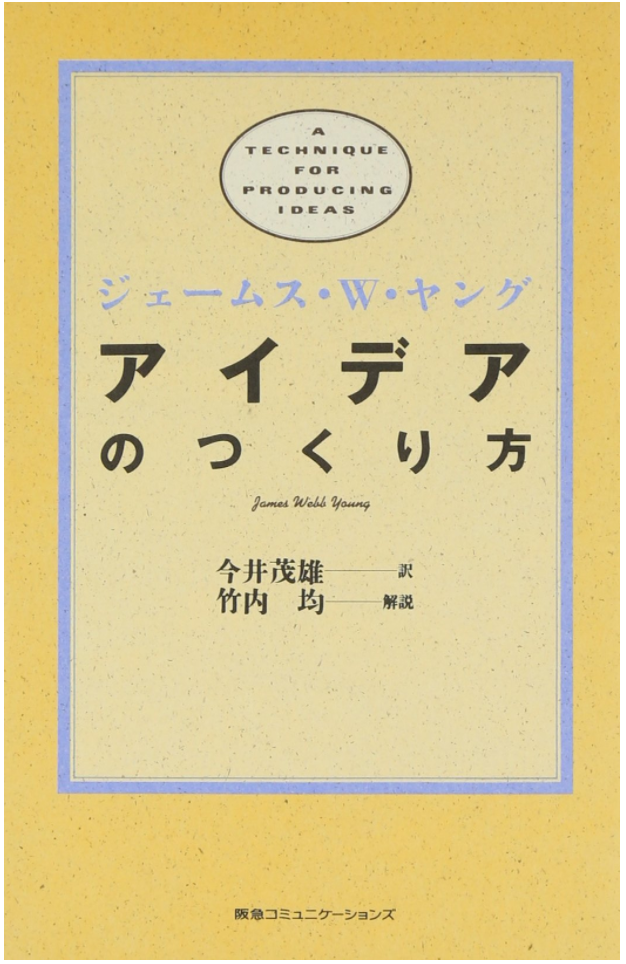 A
TECHNIQUE
FOR
PRODUCING
IDEAS
ジェームス・W・ヤング
アイデア
のつくり方
James Webb Young
今井茂雄――訳
竹内 均――解説
阪急コミュニケーションズ